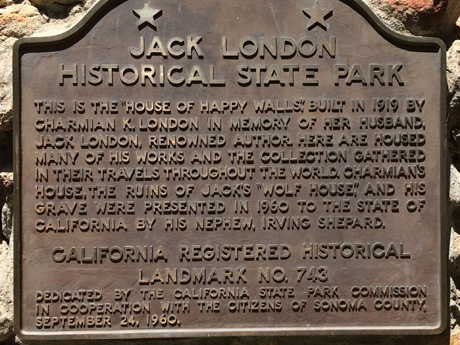 JACK LONDON
HISTORICAL STATE PARK
THIS IS THE "HOUSE OF HAPPY WALLS", BUILT IN 1919 BY
CHARMIAN K. LONDON IN MEMORY OF HER HUSBAND,
JACK LONDON, RENOWNED AUTHOR. HERE ARE HOUSED
MANY OF HIS WORKS AND THE COLLECTION GATHERED
IN THEIR TRAVELS THROUGHOUT THE WORLD. CHARMIAN'S
HOUSE, THE RUINS OF JACK'S "WOLF HOUSE", AND HIS
GRAVE WERE PRESENTED IN 1960 TO THE STATE OF
CALIFORNIA BY HIS NEPHEW, IRVING SHEPARD.
CALIFORNIA REGISTERED HISTORICAL
LANDMARK NO. 743
DEDICATED BY THE CALIFORNIA STATE PARK COMMISSION
IN COOPERATION WITH THE CITIZENS OF SONOMA COUNTY,
SEPTEMBER 24, 1960.